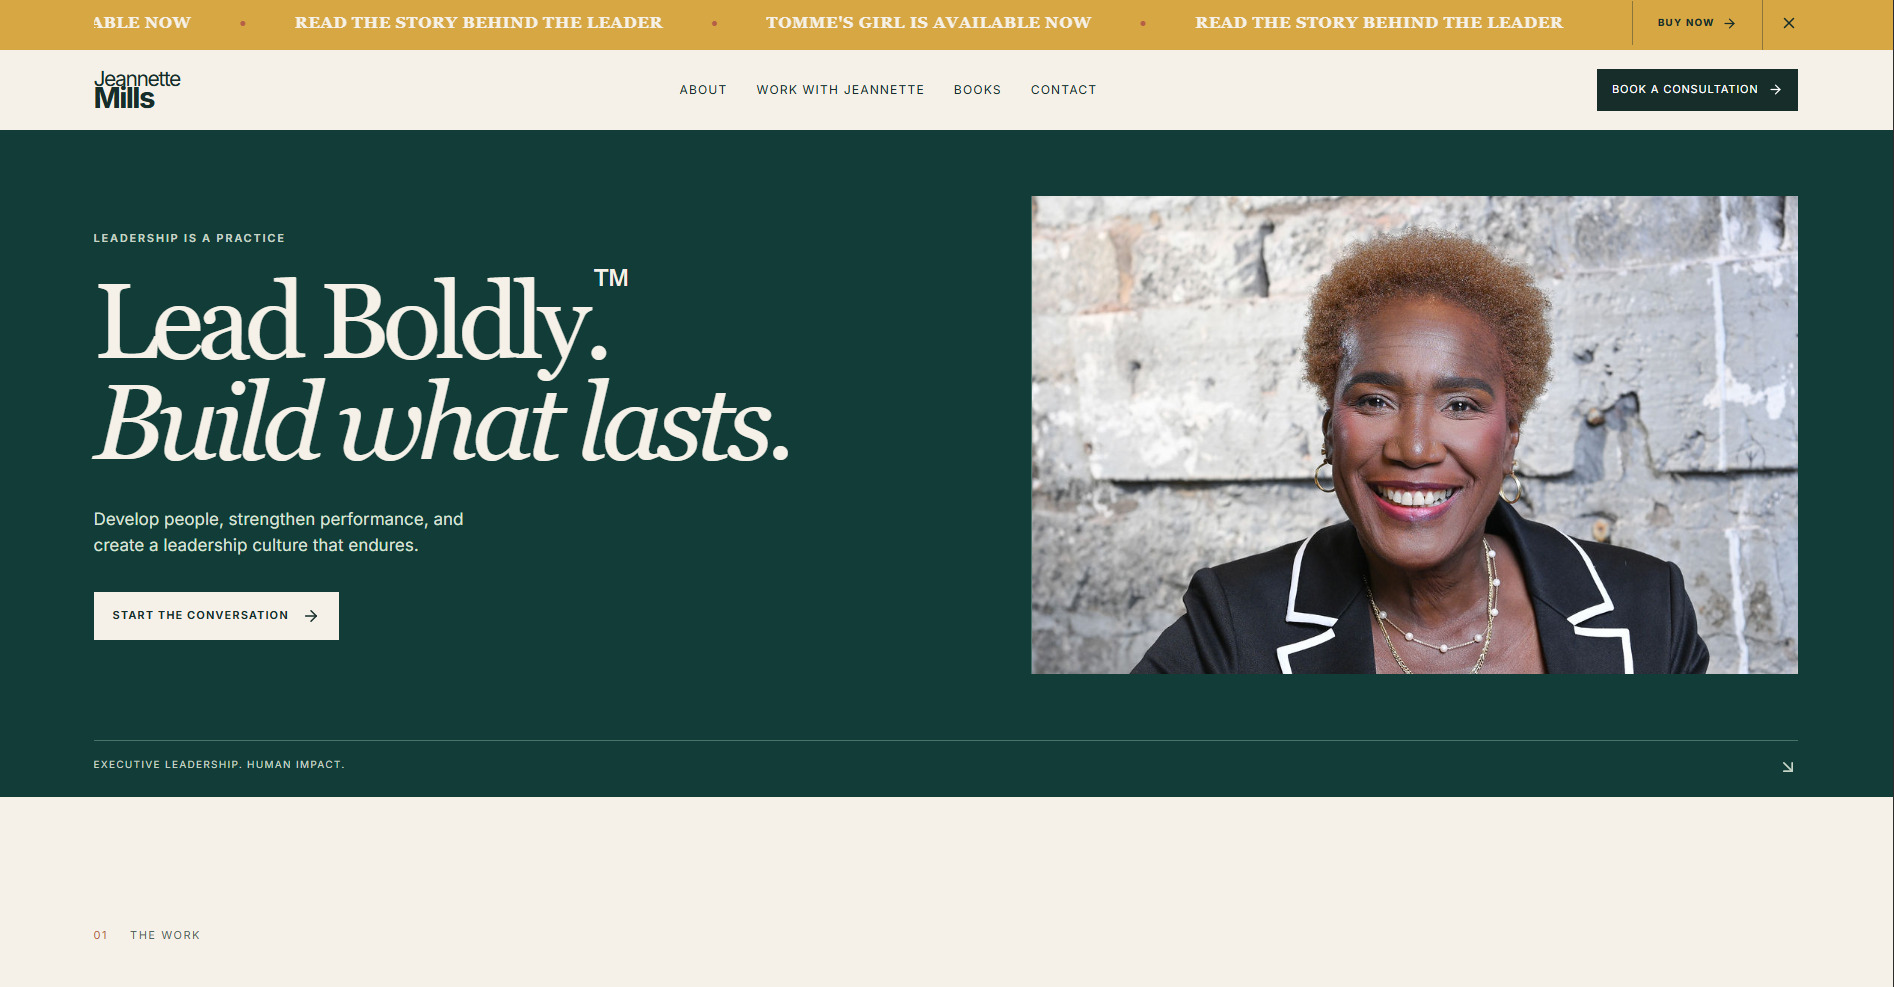 ABLE NOW • READ THE STORY BEHIND THE LEADER • TOMME'S GIRL IS AVAILABLE NOW • READ THE STORY BEHIND THE LEADER
BUY NOW
Jeannette
Mills
ABOUT
WORK WITH JEANNETTE
BOOKS
CONTACT
BOOK A CONSULTATION
LEADERSHIP IS A PRACTICE
Lead Boldly.™
Build what lasts.
Develop people, strengthen performance, and
create a leadership culture that endures.
START THE CONVERSATION
EXECUTIVE LEADERSHIP. HUMAN IMPACT.
01 THE WORK